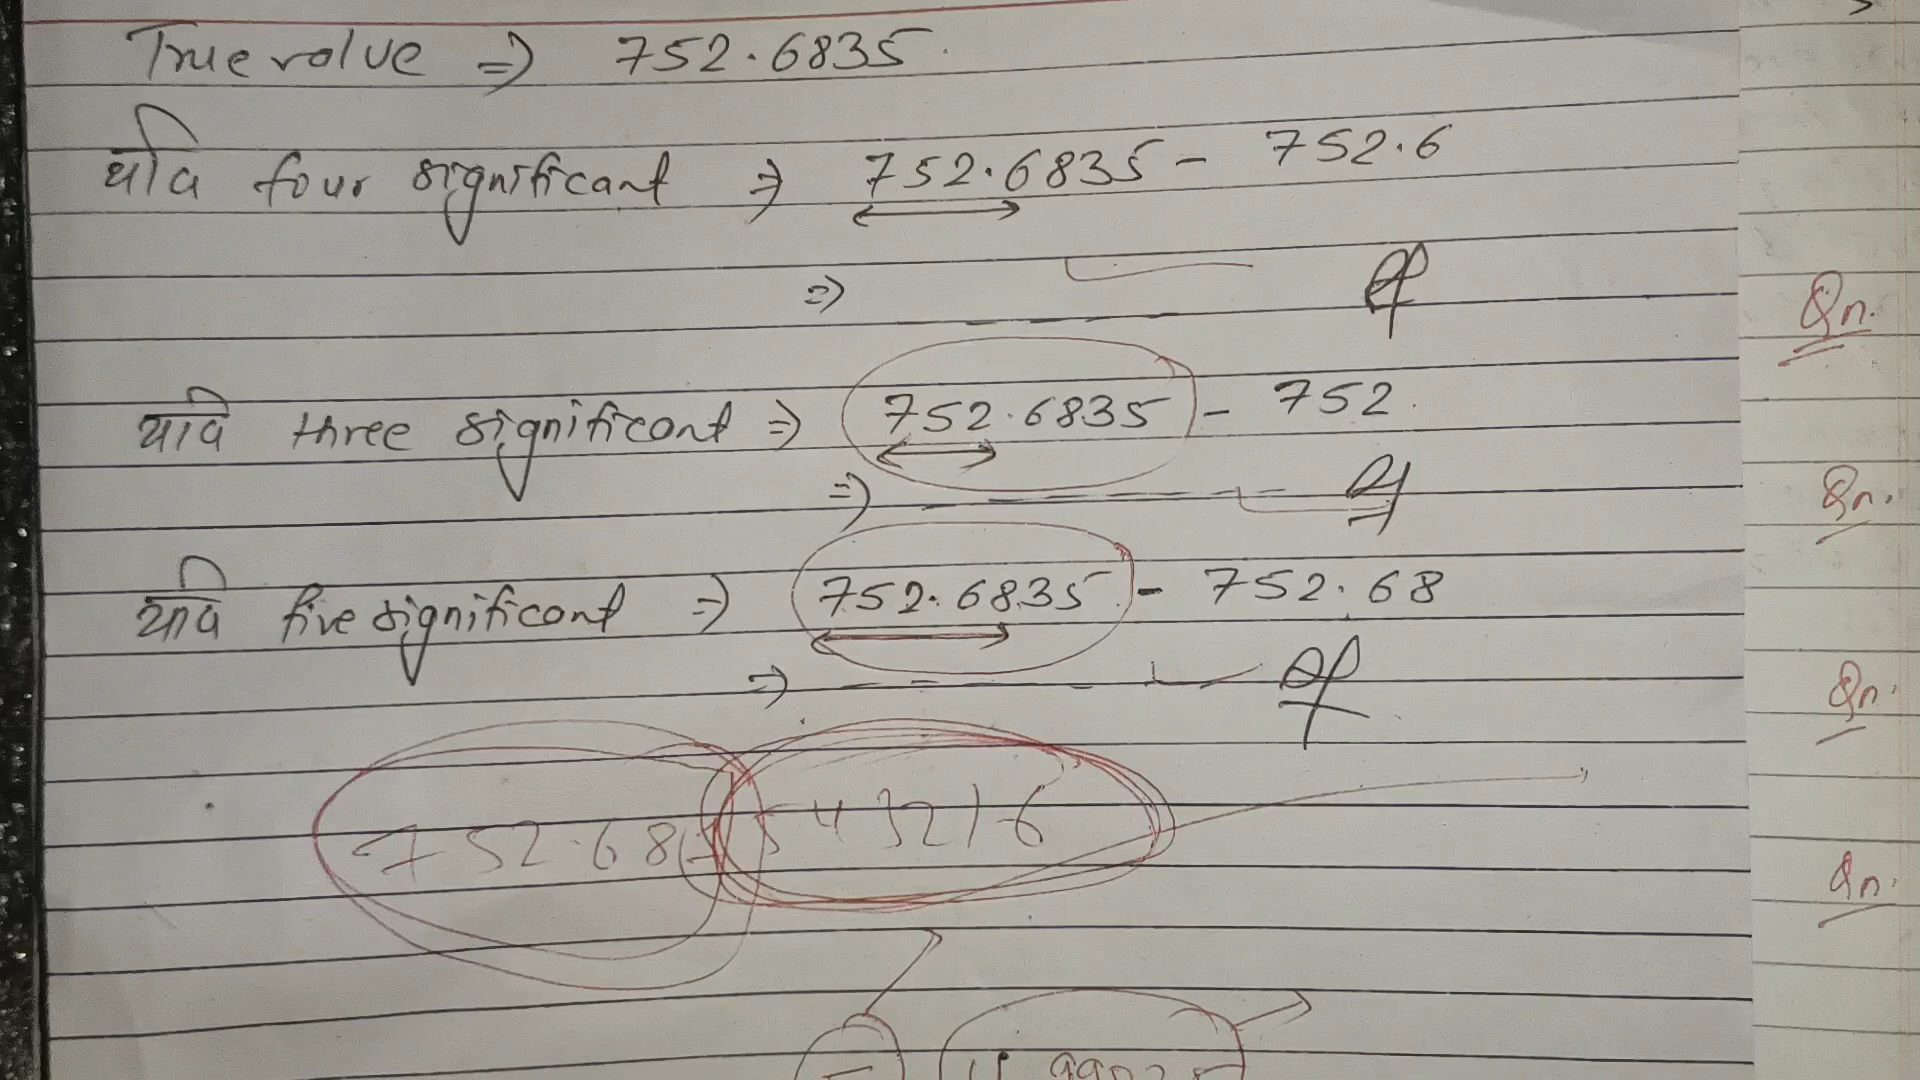 True value ⇒ 752.6835
यदि four significant ⇒ 752.6835 - 752.6
⇒
Qn.
यदि three significant ⇒ 752.6835 - 752
⇒
Qn.
यदि five significant ⇒ 752.6835 - 752.68
⇒
Qn.
752.68
543216
Qn.